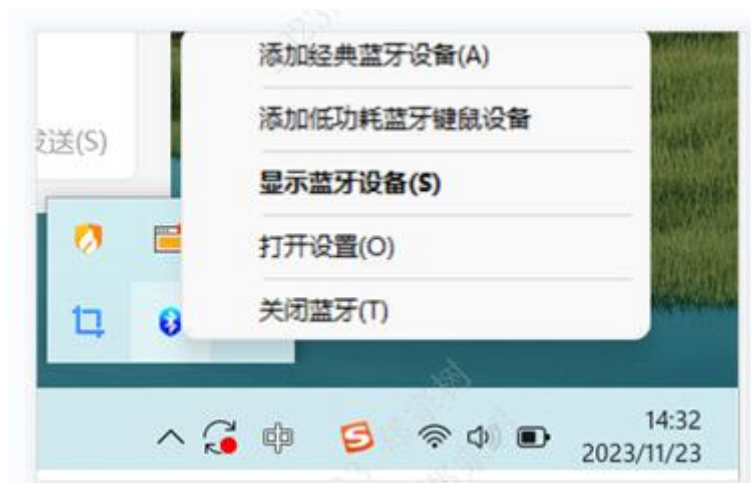 添加经典蓝牙设备(A)
添加低功耗蓝牙键鼠设备
送(S)
显示蓝牙设备(S)
打开设置(O)
关闭蓝牙(T)
中
S
14:32
2023/11/23